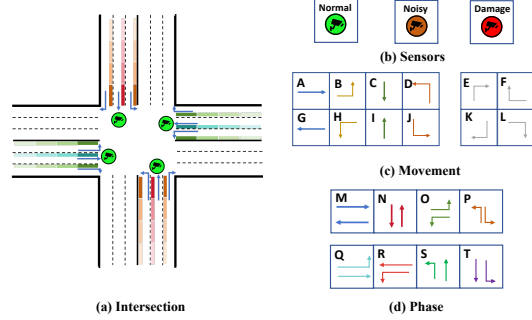 (a)
Normal
Noisy
Damage
(b) Sensors
A B C D
E F
G H I J
K L
(c) Movement
M N O P
Q R S T
(a) Intersection
(d) Phase